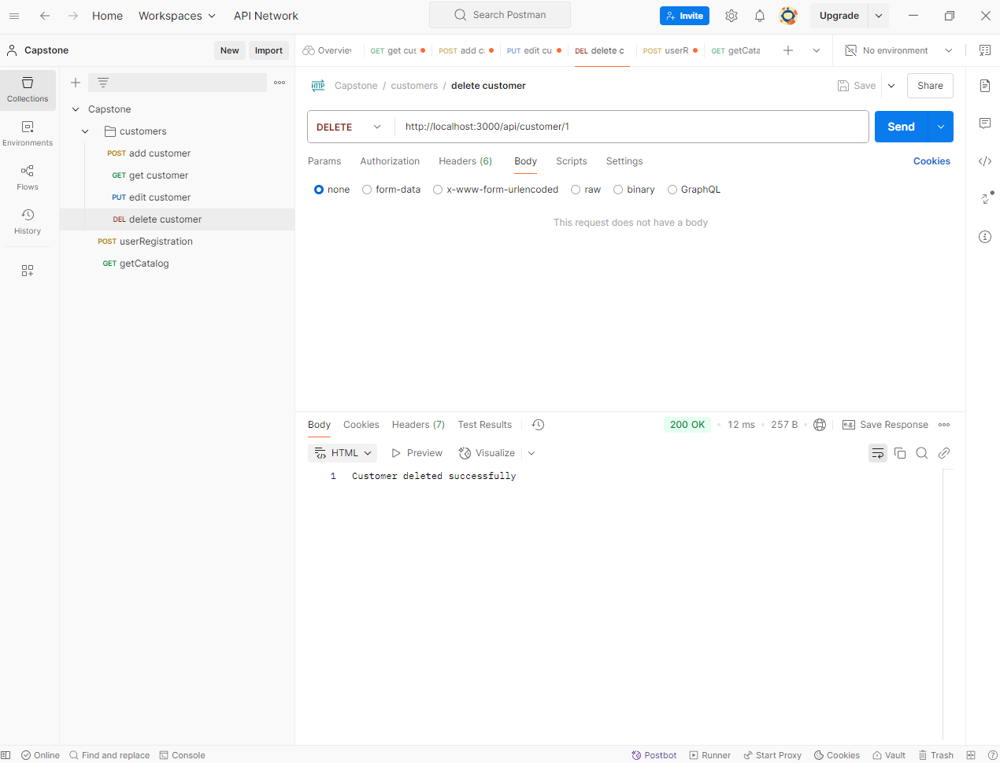 Home Workspaces API Network Search Postman Invite Upgrade
Capstone New Import Overview GET get cus POST add c PUT edit cu DEL delete c POST userR GET getCata No environment
Capstone / customers / delete customer Save Share
Collections
Environments
Flows
History
Capstone
customers
POST add customer
GET get customer
PUT edit customer
DEL delete customer
POST userRegistration
GET getCatalog
DELETE http://localhost:3000/api/customer/1 Send
Params Authorization Headers (6) Body Scripts Settings Cookies
none form-data x-www-form-urlencoded raw binary GraphQL
This request does not have a body
Body Cookies Headers (7) Test Results 200 OK • 12 ms • 257 B • e.g. Save Response
HTML Preview Visualize
1 Customer deleted successfully
Online Find and replace Console Postbot Runner Start Proxy Cookies Vault Trash